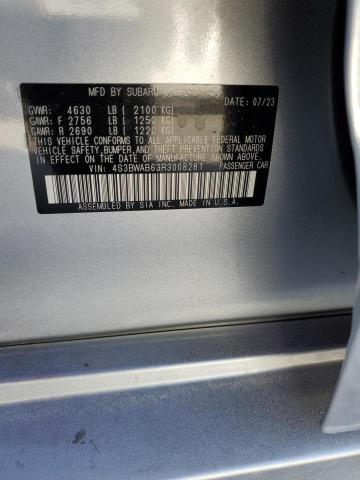 MFD BY SUBARU CORPORATION
DATE: 07/23
GVWR: 4630 LB ( 2100 KG)
GAWR: F 2756 LB ( 1250 KG)
GAWR: R 2690 LB ( 1220 KG)
THIS VEHICLE CONFORMS TO ALL APPLICABLE FEDERAL MOTOR
VEHICLE SAFETY, BUMPER, AND THEFT PREVENTION STANDARDS
IN EFFECT ON THE DATE OF MANUFACTURE SHOWN ABOVE.
VIN: 4S3BWAB63R3008281 PASSENGER CAR
ASSEMBLED BY SIA INC. MADE IN U.S.A.